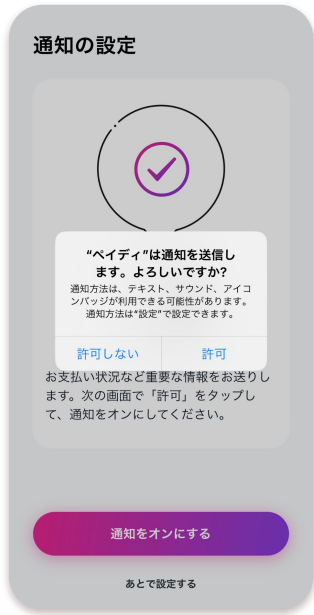 通知の設定
“ペイディ”は通知を送信し
ます。よろしいですか?
通知方法は、テキスト、サウンド、アイコ
ンバッジが利用できる可能性があります。
通知方法は“設定”で設定できます。
許可しない 許可
お支払い状況など重要な情報をお送りし
ます。次の画面で「許可」をタップし
て、通知をオンにしてください。
通知をオンにする
あとで設定する